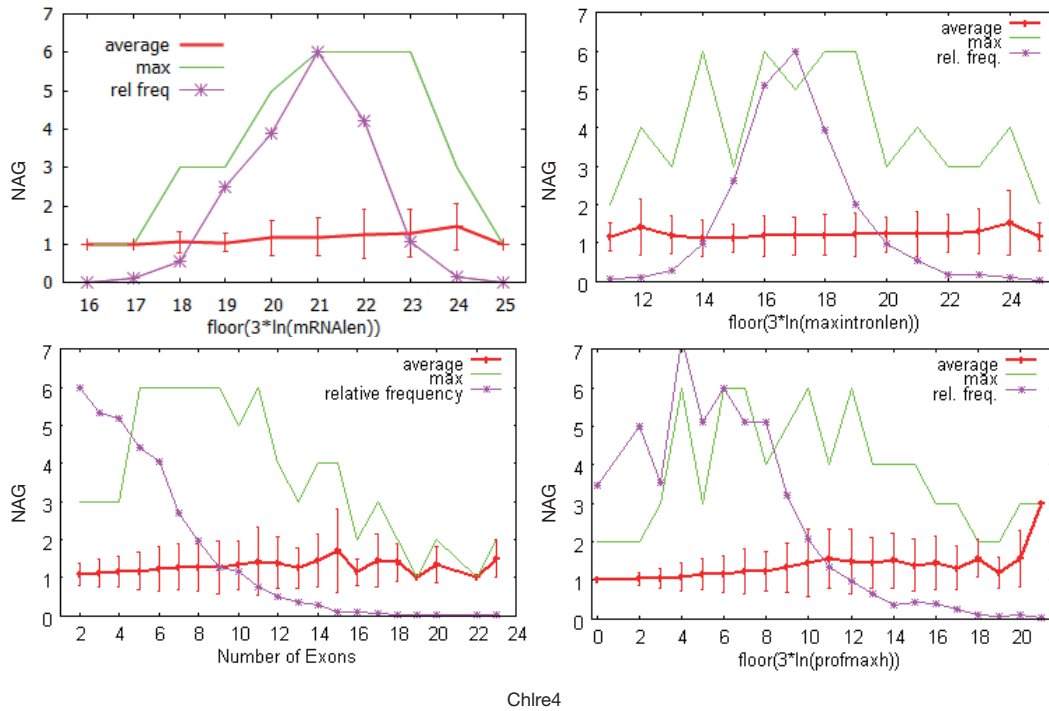 average
max
rel freq
NAG
7
6
5
4
3
2
1
0
16 17 18 19 20 21 22 23 24 25
floor(3*ln(mRNAlen))
average
max
rel. freq.
NAG
7
6
5
4
3
2
1
0
12 14 16 18 20 22 24
floor(3*ln(maxintronlen))
average
max
relative frequency
NAG
7
6
5
4
3
2
1
0
2 4 6 8 10 12 14 16 18 20 22 24
Number of Exons
average
max
rel. freq.
NAG
7
6
5
4
3
2
1
0
0 2 4 6 8 10 12 14 16 18 20
floor(3*ln(profmaxh))
Chlre4